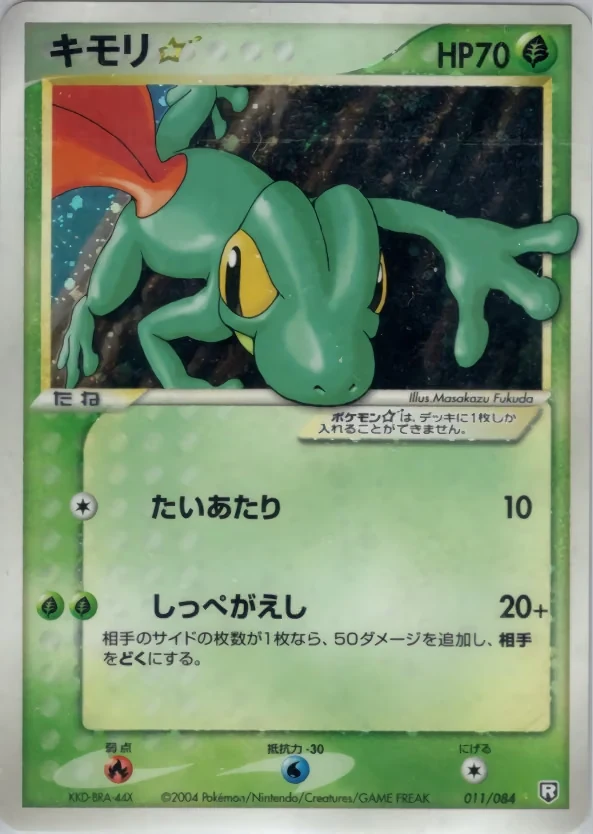 キモリ☆
HP70
たね
Illus. Masakazu Fukuda
ポケモン☆は、デッキに1枚しか
入れることができません。
たいあたり 10
しっぺがえし 20+
相手のサイドの枚数が1枚なら、50ダメージを追加し、相手
をどくにする。
弱点 抵抗力 -30 にげる
KKD-BRA-44X ©2004 Pokémon/Nintendo/Creatures/GAME FREAK 011/084 R